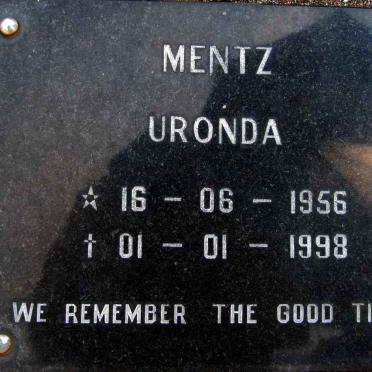 MENTZ
URONDA
☆ 16 - 06 - 1956
† 01 - 01 - 1998
WE REMEMBER THE GOOD